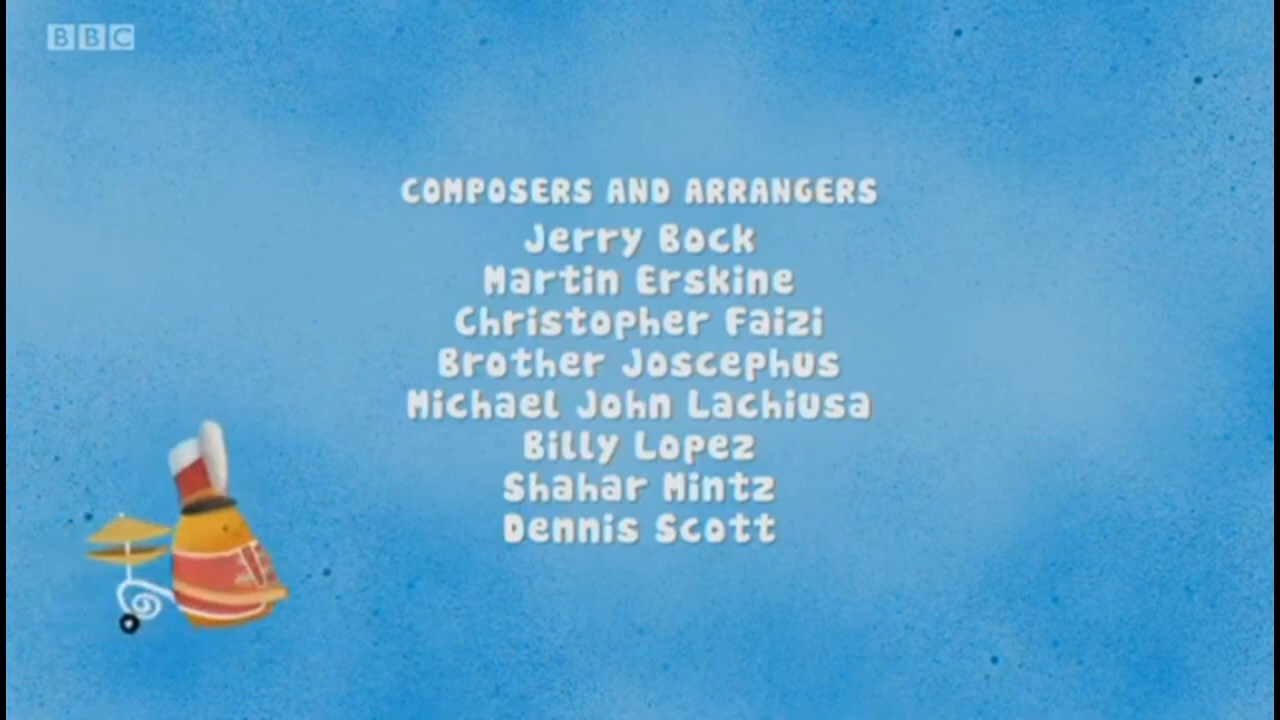 BBC
COMPOSERS AND ARRANGERS
Jerry Bock
Martin Erskine
Christopher Faizi
Brother Joscephus
Michael John Lachiusa
Billy Lopez
Shahar Mintz
Dennis Scott